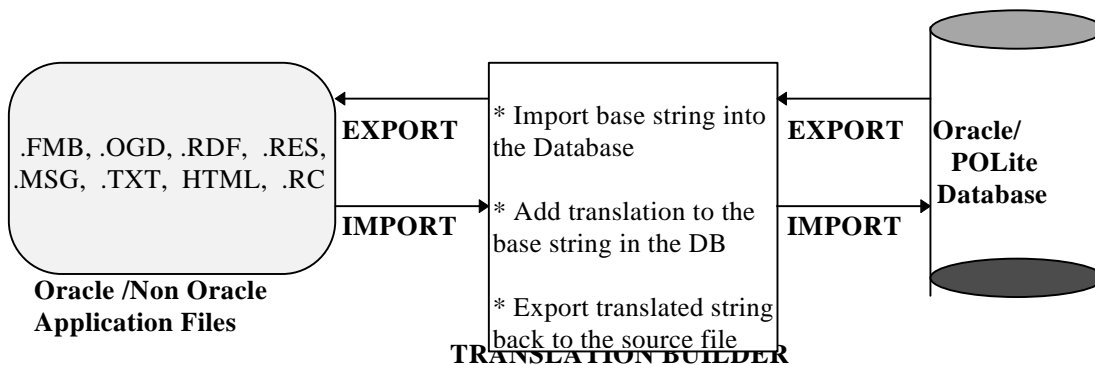 .FMB, .OGD, .RDF, .RES,
.MSG, .TXT, HTML, .RC
Oracle /Non Oracle
Application Files
EXPORT
IMPORT
* Import base string into
the Database
* Add translation to the
base string in the DB
* Export translated string
back to the source file
TRANSLATION BUILDER
EXPORT
IMPORT
Oracle/
POLite
Database